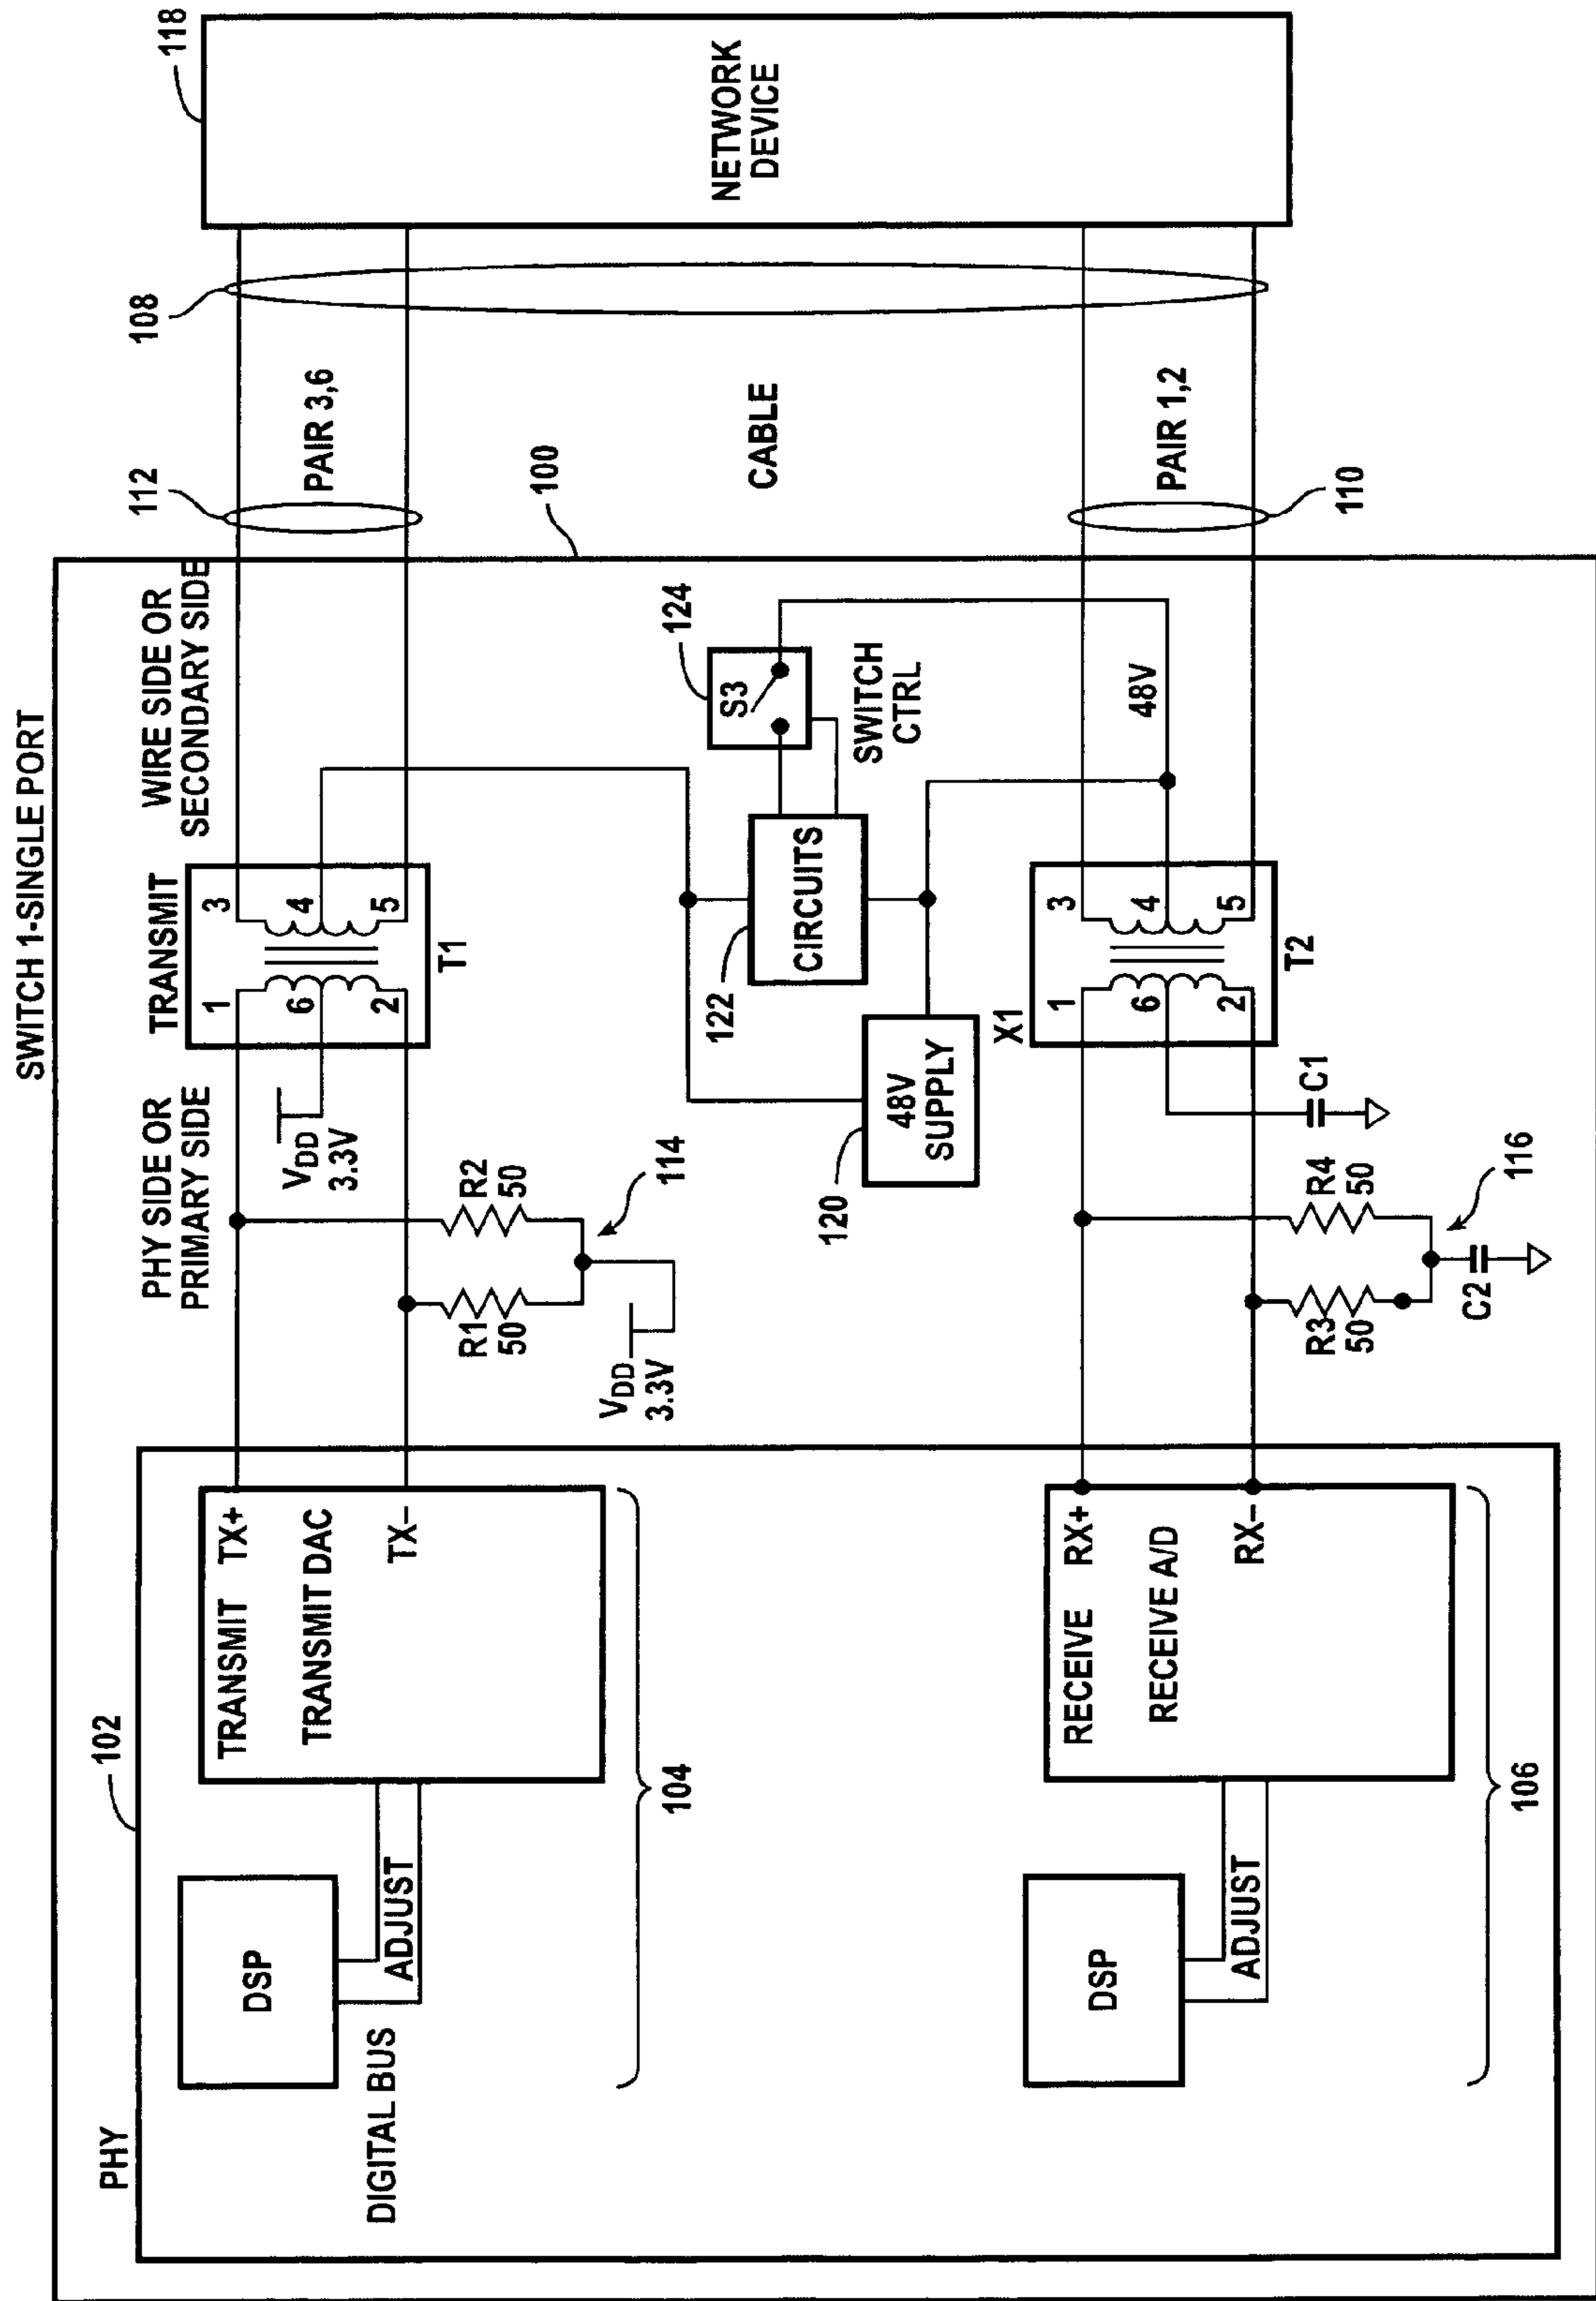 SWITCH 1-SINGLE PORT
PHY
102
DSP
DIGITAL BUS
ADJUST
TRANSMIT TX+
TRANSMIT DAC
TX–
104
DSP
ADJUST
RECEIVE RX+
RECEIVE A/D
RX–
106
PHY SIDE OR
PRIMARY SIDE
VDD
3.3V
R1
50
R2
50
114
VDD
3.3V
TRANSMIT
1
6
2
3
4
5
T1
WIRE SIDE OR
SECONDARY SIDE
120
48V
SUPPLY
122
CIRCUITS
124
S3
SWITCH
CTRL
48V
X1
1
6
2
3
4
5
T2
C1
R3
50
R4
50
116
C2
100
112
PAIR 3,6
108
CABLE
PAIR 1,2
110
118
NETWORK
DEVICE